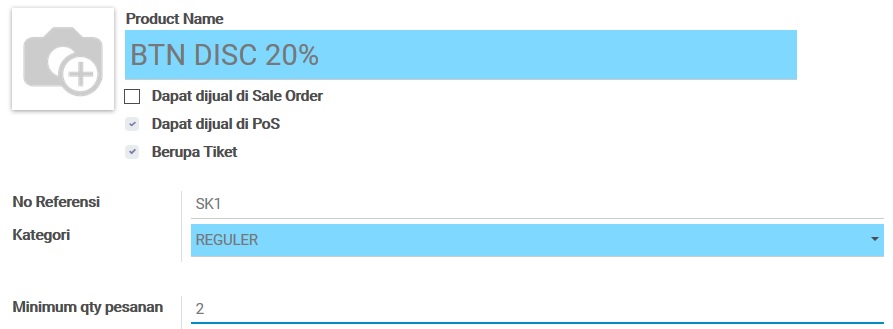 Product Name
BTN DISC 20%
Dapat dijual di Sale Order
Dapat dijual di PoS
Berupa Tiket
No Referensi SK1
Kategori REGULER
Minimum qty pesanan 2